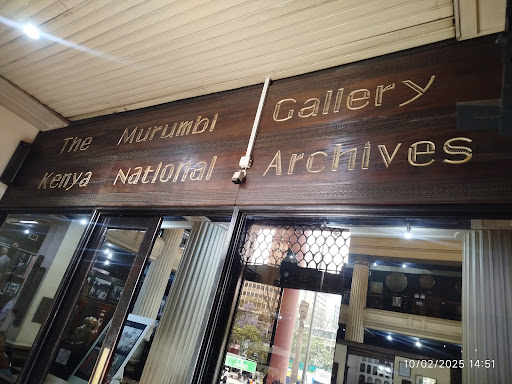 The Murumbi Gallery
Kenya National Archives
10/02/2025 14:51